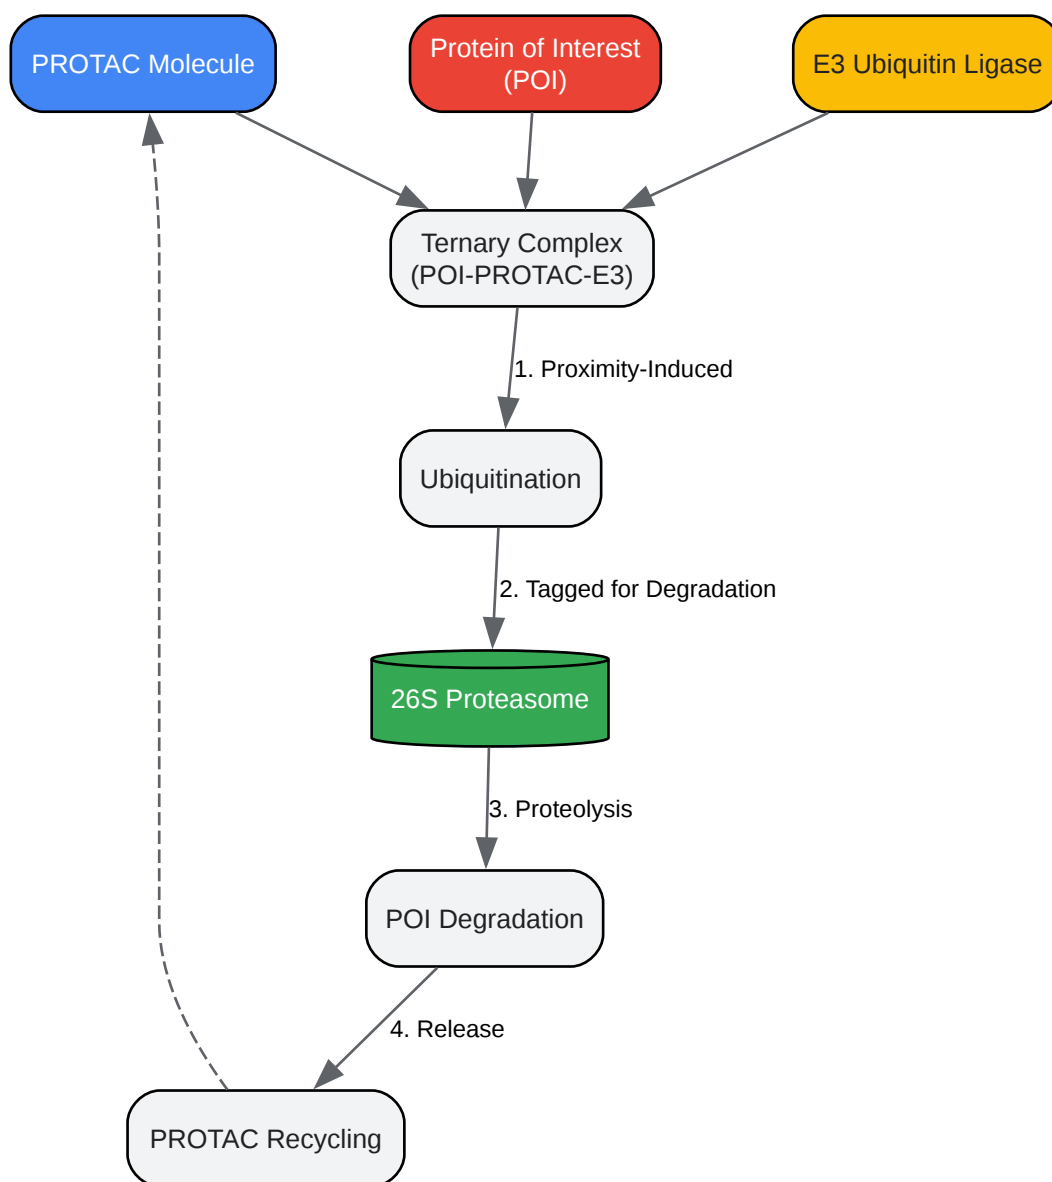 PROTAC Molecule
Protein of Interest
(POI)
E3 Ubiquitin Ligase
Ternary Complex
(POI-PROTAC-E3)
1. Proximity-Induced
Ubiquitination
2. Tagged for Degradation
26S Proteasome
3. Proteolysis
POI Degradation
4. Release
PROTAC Recycling